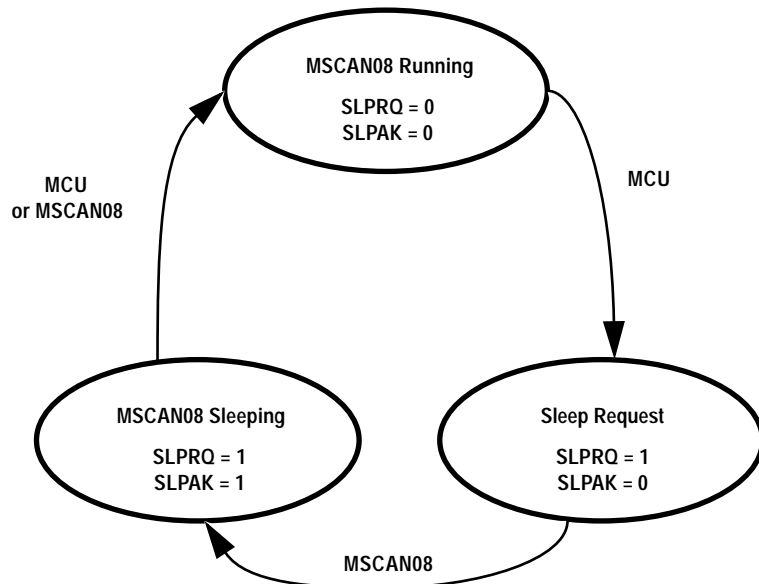 MSCAN08 Running
SLPRQ = 0
SLPAK = 0
MCU
or MSCAN08
MCU
MSCAN08 Sleeping
SLPRQ = 1
SLPAK = 1
Sleep Request
SLPRQ = 1
SLPAK = 0
MSCAN08